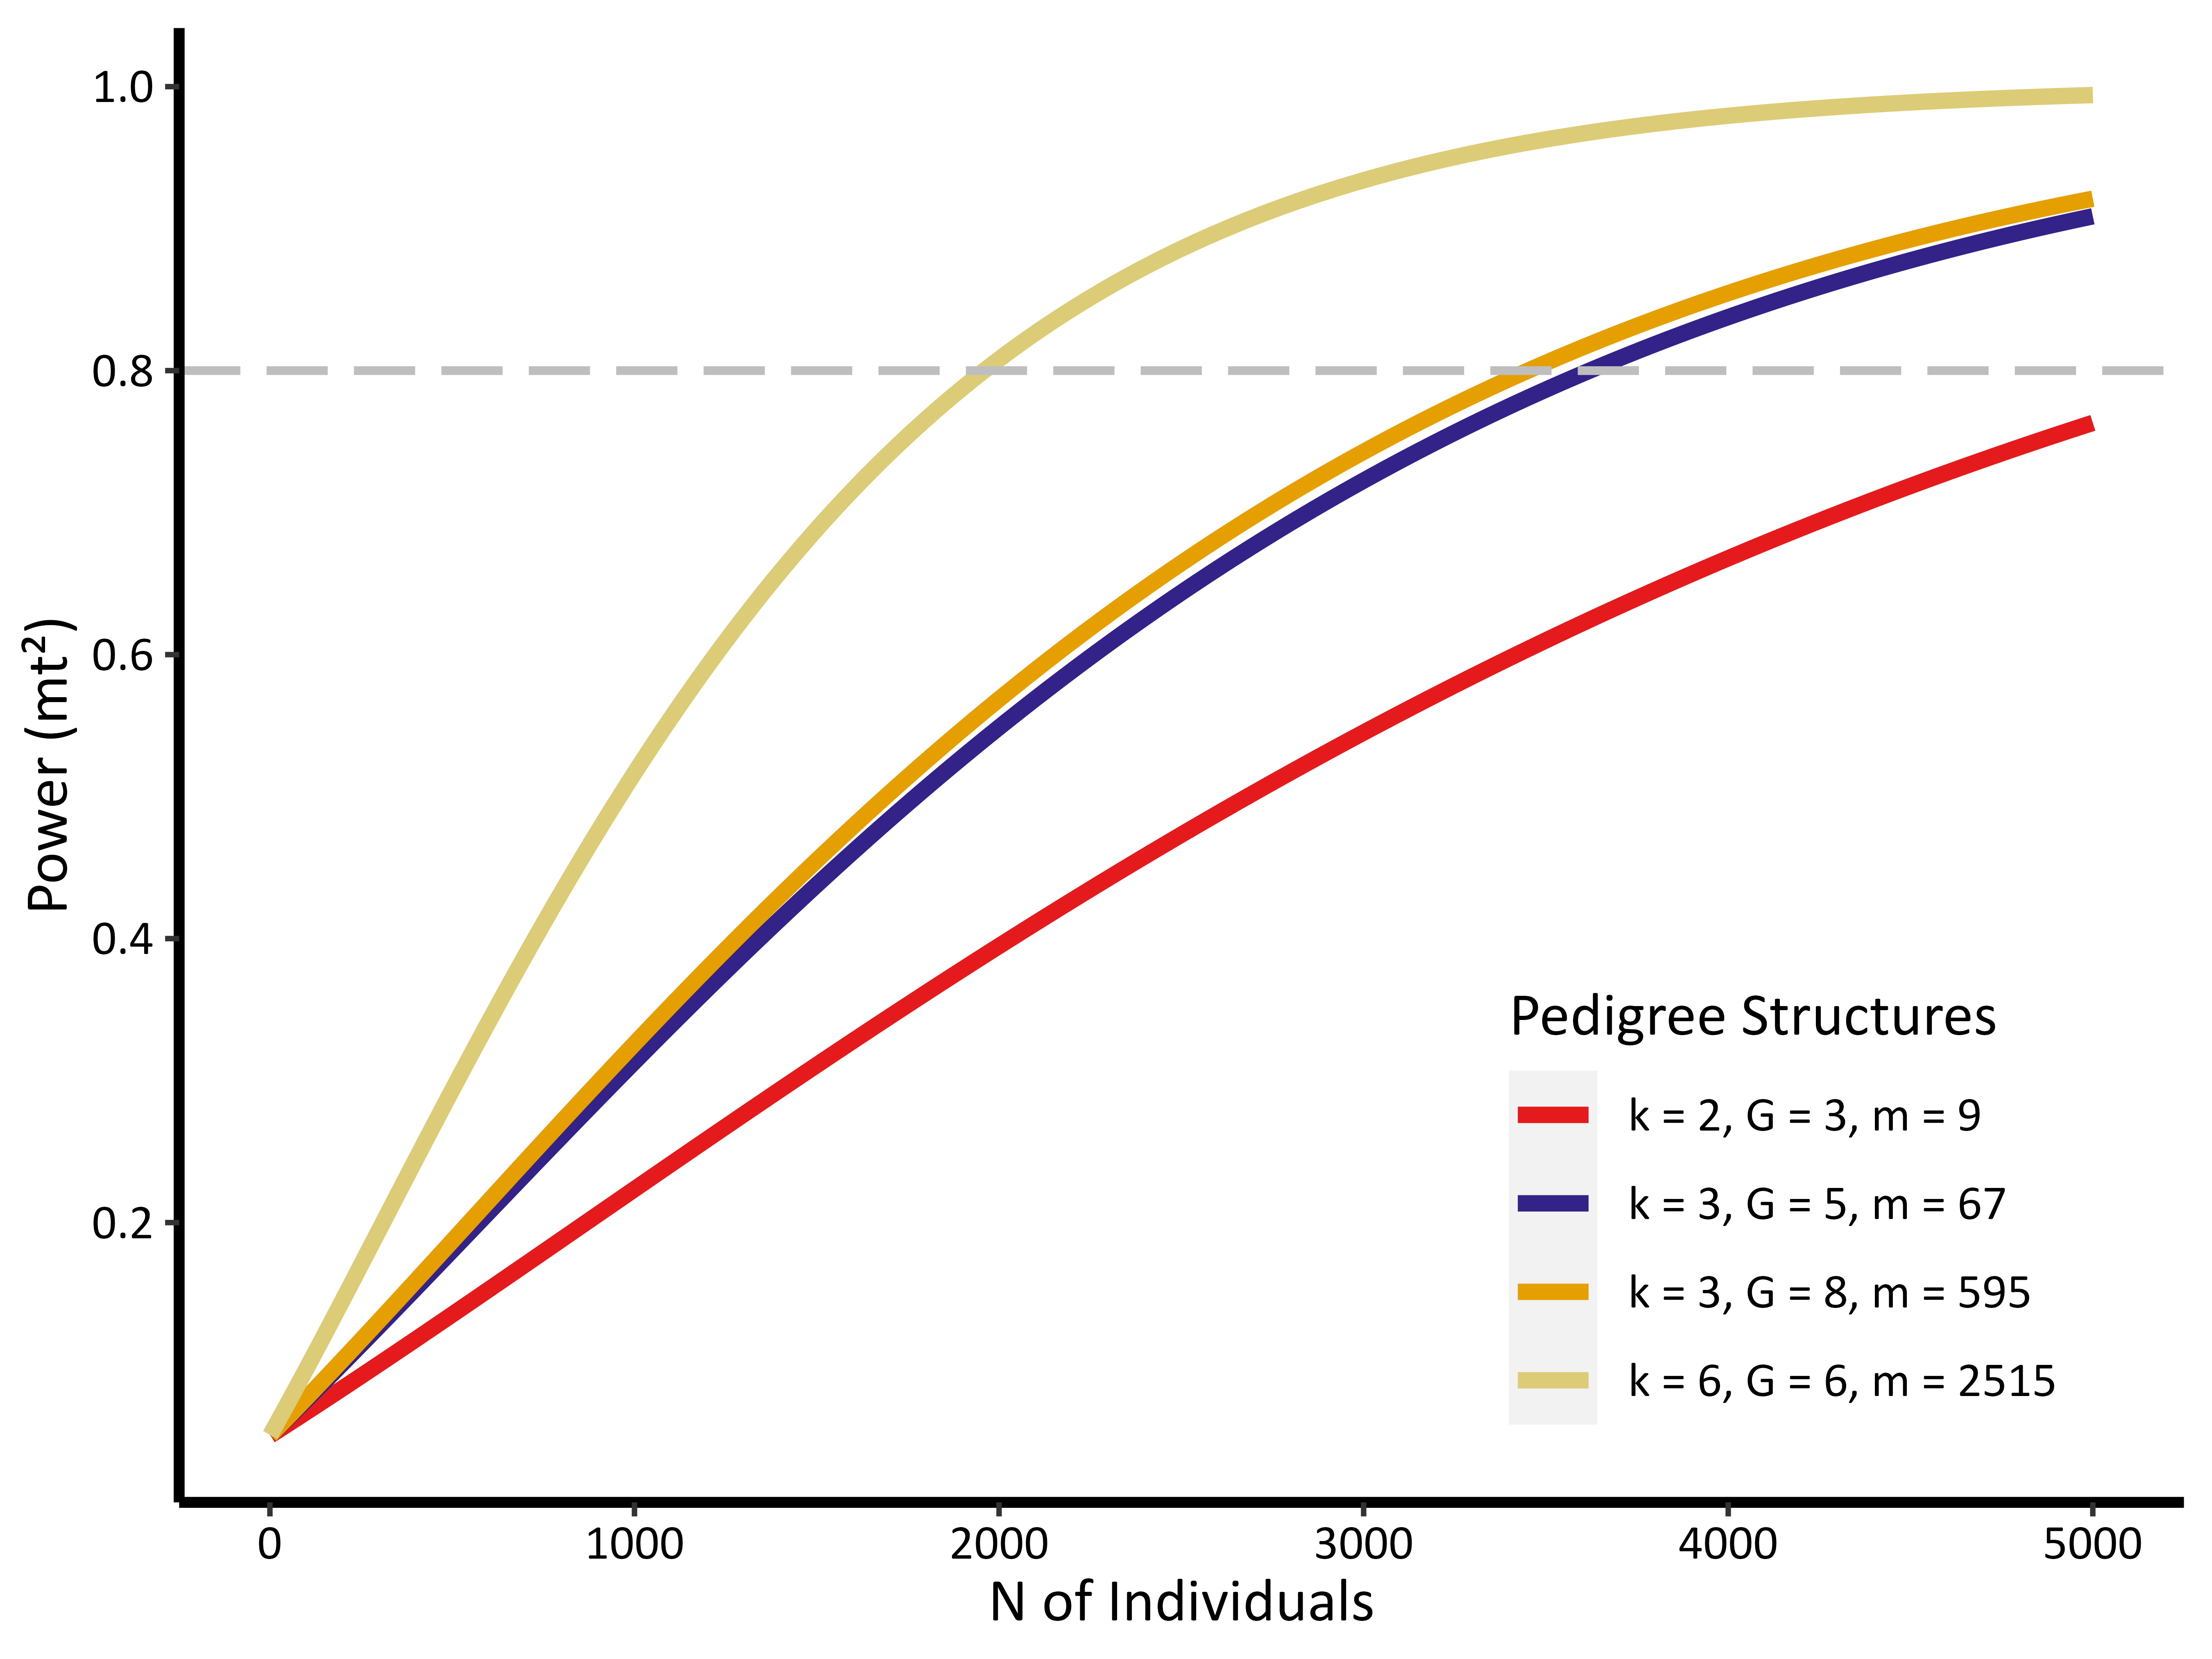 1.0
0.8
0.6
0.4
0.2
Power (mt²)
0
1000
2000
3000
4000
5000
N of Individuals
Pedigree Structures
k = 2, G = 3, m = 9
k = 3, G = 5, m = 67
k = 3, G = 8, m = 595
k = 6, G = 6, m = 2515